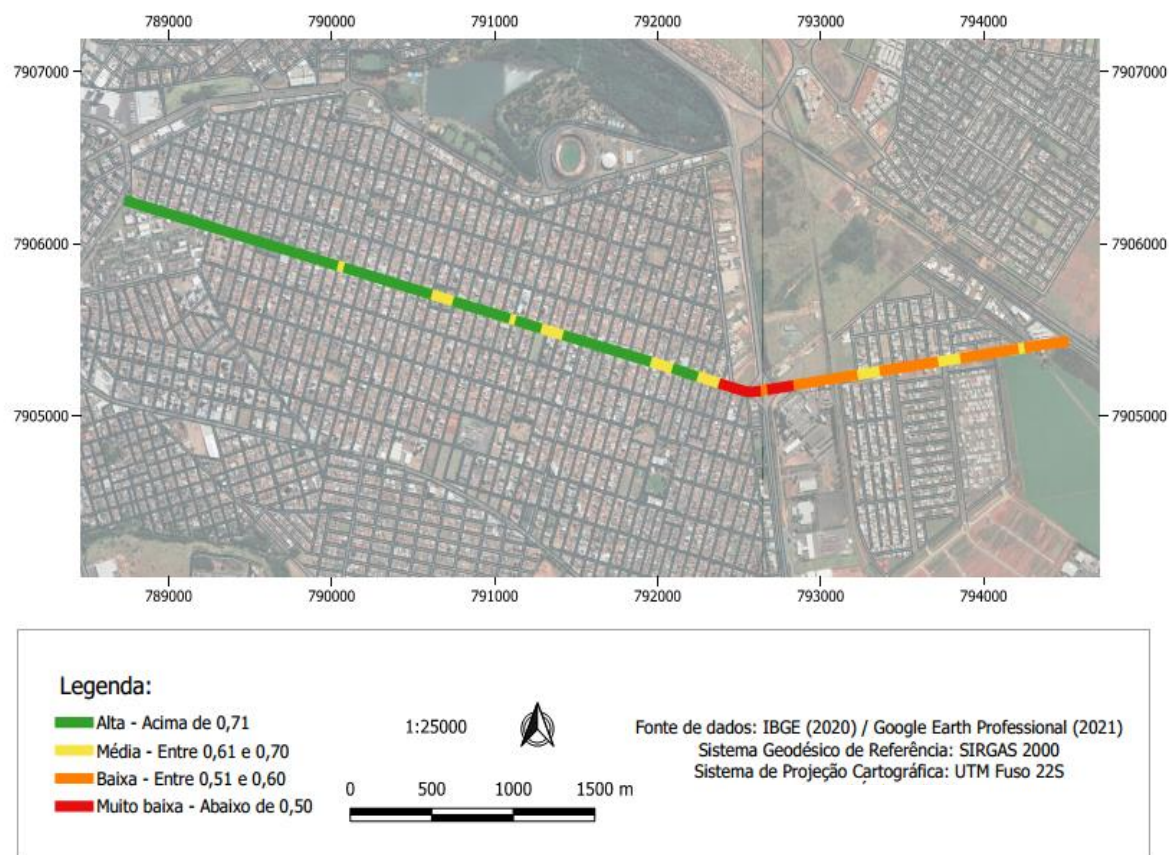 789000 790000 791000 792000 793000 794000
7907000 7907000
7906000 7906000
7905000 7905000
789000 790000 791000 792000 793000 794000
Legenda:
Alta - Acima de 0,71
Média - Entre 0,61 e 0,70
Baixa - Entre 0,51 e 0,60
Muito baixa - Abaixo de 0,50
1:25000
0 500 1000 1500 m
Fonte de dados: IBGE (2020) / Google Earth Professional (2021)
Sistema Geodésico de Referência: SIRGAS 2000
Sistema de Projeção Cartográfica: UTM Fuso 22S